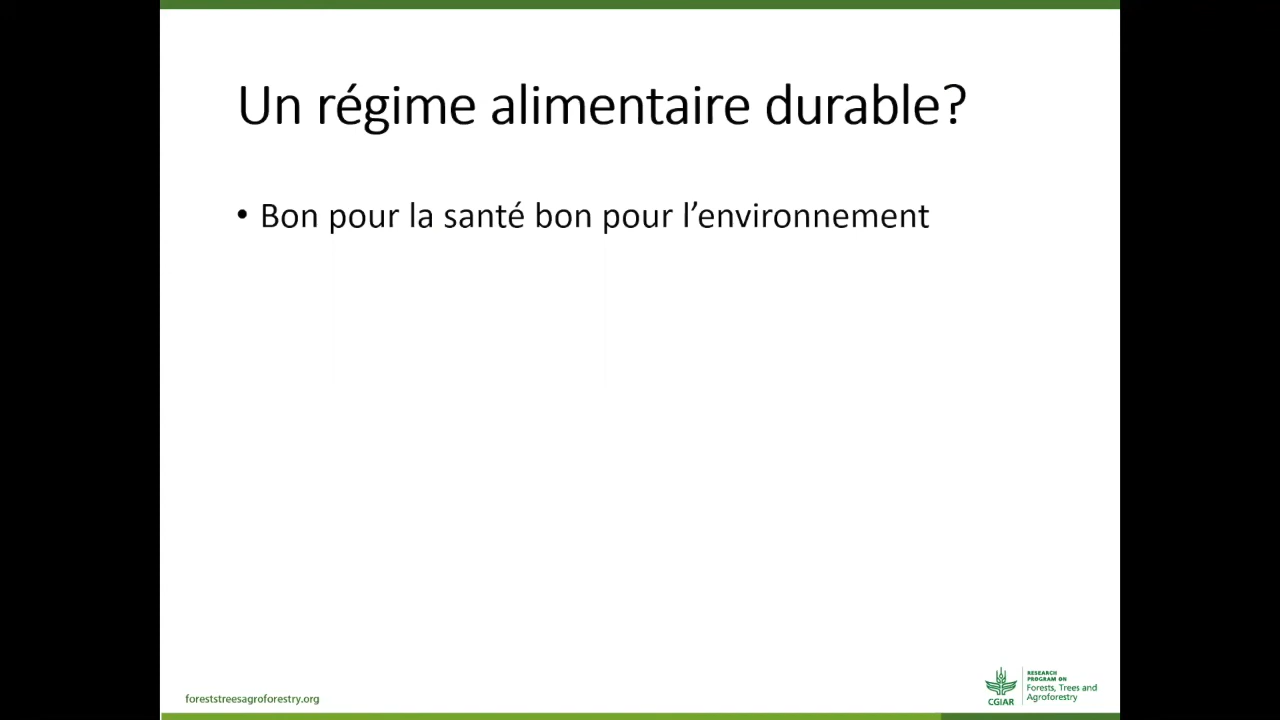 Un régime alimentaire durable?
• Bon pour la santé bon pour l’environnement
foreststreesagroforestry.org
CGIAR
RESEARCH
PROGRAM ON
Forests, Trees and
Agroforestry